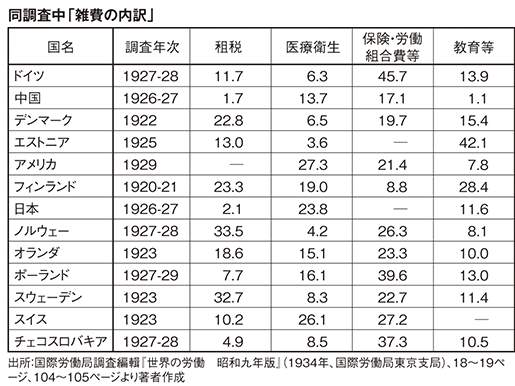 同調査中「雑費の内訳」
国名 調査年次 租税 医療衛生 保険・労働組合費等 教育等
ドイツ 1927-28 11.7 6.3 45.7 13.9
中国 1926-27 1.7 13.7 17.1 1.1
デンマーク 1922 22.8 6.5 19.7 15.4
エストニア 1925 13.0 3.6 — 42.1
アメリカ 1929 — 27.3 21.4 7.8
フィンランド 1920-21 23.3 19.0 8.8 28.4
日本 1926-27 2.1 23.8 — 11.6
ノルウェー 1927-28 33.5 4.2 26.3 8.1
オランダ 1923 18.6 15.1 23.3 10.0
ポーランド 1927-29 7.7 16.1 39.6 13.0
スウェーデン 1923 32.7 8.3 22.7 11.4
スイス 1923 10.2 26.1 27.2 —
チェコスロバキア 1927-28 4.9 8.5 37.3 10.5
出所:国際労働局調査編輯『世界の労働　昭和九年版』(1934年、国際労働局東京支局)、18〜19ペ
ージ、104〜105ページより著者作成